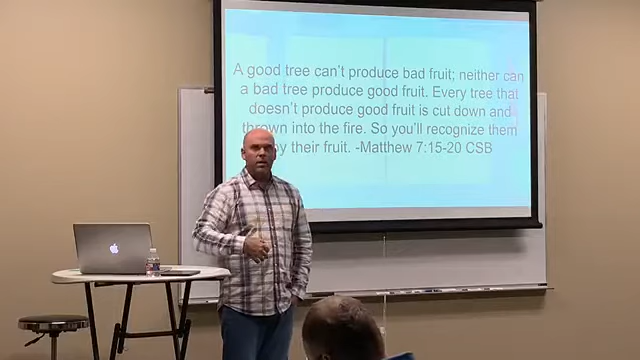 A good tree can't produce bad fruit; neither can
a bad tree produce good fruit. Every tree that
doesn't produce good fruit is cut down and
thrown into the fire. So you'll recognize them
by their fruit. -Matthew 7:15-20 CSB